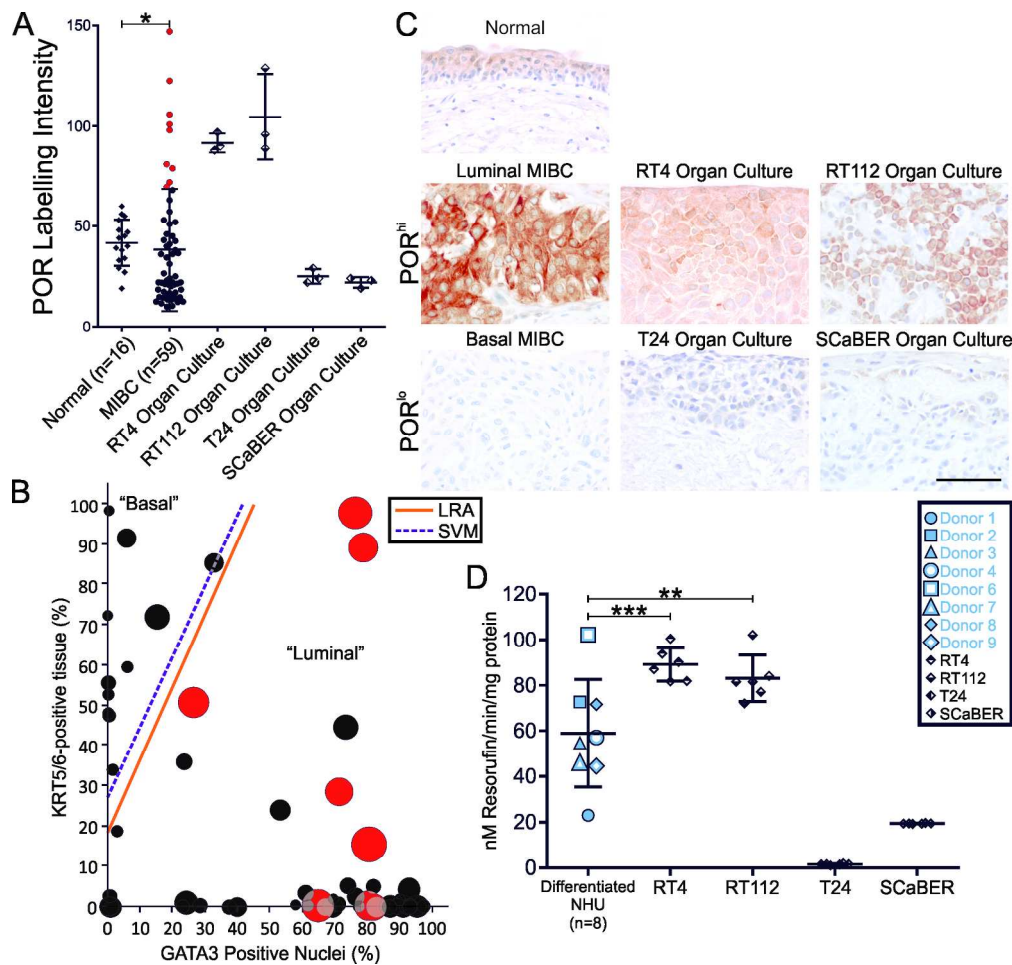 A
POR Labelling Intensity
*
150
100
50
0
Normal (n=16)
MIBC (n=59)
RT4 Organ Culture
RT112 Organ Culture
T24 Organ Culture
SCaBER Organ Culture
C
Normal
Luminal MIBC
RT4 Organ Culture
RT112 Organ Culture
POR^hi
Basal MIBC
T24 Organ Culture
SCaBER Organ Culture
POR^lo
B
KRT5/6-positive tissue (%)
100
90
80
70
60
50
40
30
20
10
0
"Basal"
"Luminal"
LRA
SVM
0 10 20 30 40 50 60 70 80 90 100
GATA3 Positive Nuclei (%)
D
nM Resorufin/min/mg protein
120
100
80
60
40
20
0
***
**
Differentiated
NHU
(n=8)
RT4
RT112
T24
SCaBER
Donor 1
Donor 2
Donor 3
Donor 4
Donor 6
Donor 7
Donor 8
Donor 9
RT4
RT112
T24
SCaBER